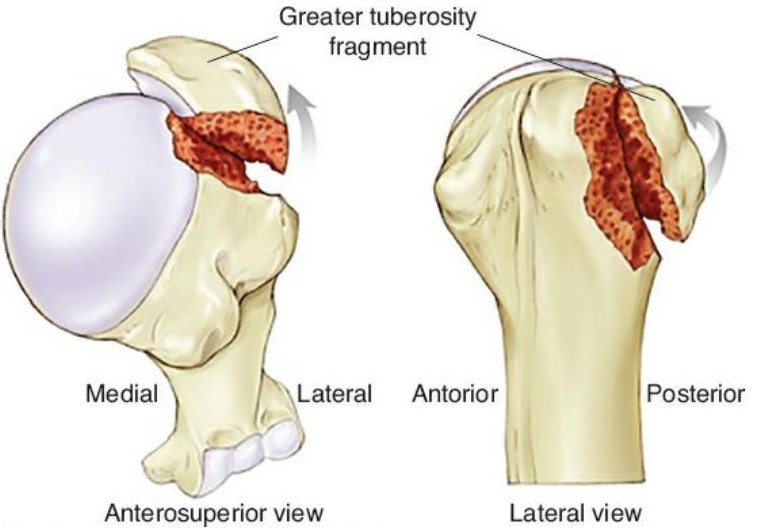 Greater tuberosity
fragment
Medial
Lateral
Antorior
Posterior
Anterosuperior view
Lateral view